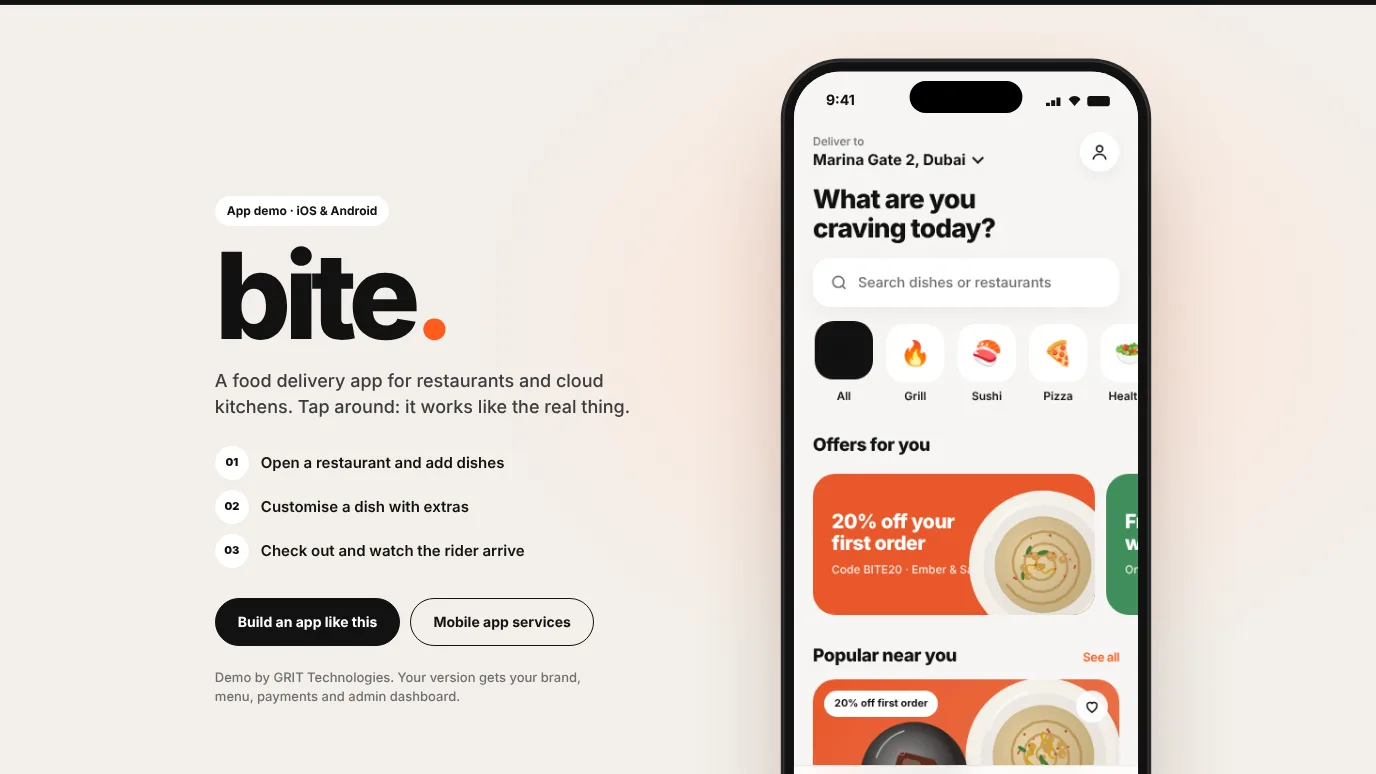 App demo · iOS & Android
bite.
A food delivery app for restaurants and cloud
kitchens. Tap around: it works like the real thing.
01 Open a restaurant and add dishes
02 Customise a dish with extras
03 Check out and watch the rider arrive
Build an app like this
Mobile app services
Demo by GRIT Technologies. Your version gets your brand,
menu, payments and admin dashboard.
9:41
Deliver to
Marina Gate 2, Dubai
What are you
craving today?
Search dishes or restaurants
All
Grill
Sushi
Pizza
Healt
Offers for you
20% off your
first order
Code BITE20 · Ember & S
Popular near you
See all
20% off first order